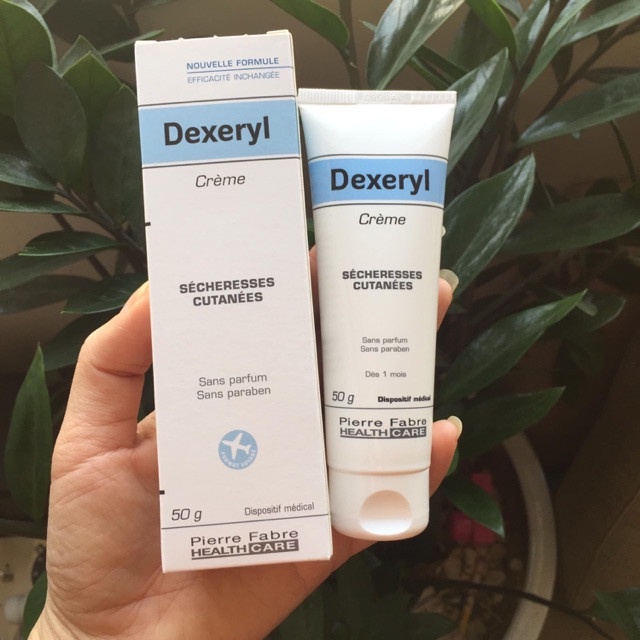 NOUVELLE FORMULE
EFFICACITÉ INCHANGÉE
Dexeryl
Crème
SÉCHERESSES
CUTANÉES
Sans parfum
Sans paraben
50 g
Dispositif médical
Pierre Fabre
HEALTH CARE
Dexeryl
Crème
SÉCHERESSES
CUTANÉES
Sans parfum
Sans paraben
Dès 1 mois
50 g
Dispositif médical
Pierre Fabre
HEALTH CARE